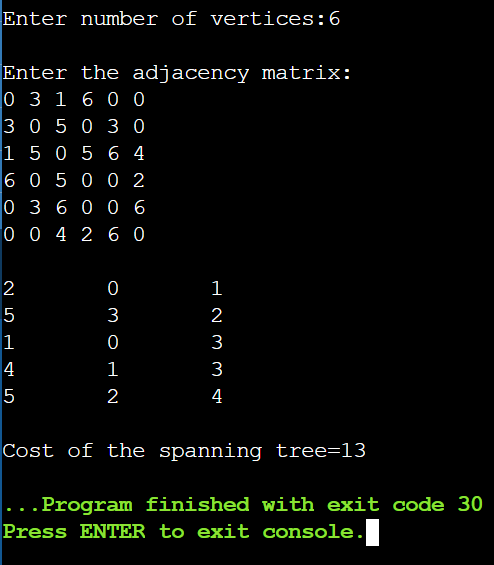 Enter number of vertices:6
Enter the adjacency matrix:
0 3 1 6 0 0
3 0 5 0 3 0
1 5 0 5 6 4
6 0 5 0 0 2
0 3 6 0 0 6
0 0 4 2 6 0
2 0 1
5 3 2
1 0 3
4 1 3
5 2 4
Cost of the spanning tree=13
...Program finished with exit code 30
Press ENTER to exit console.